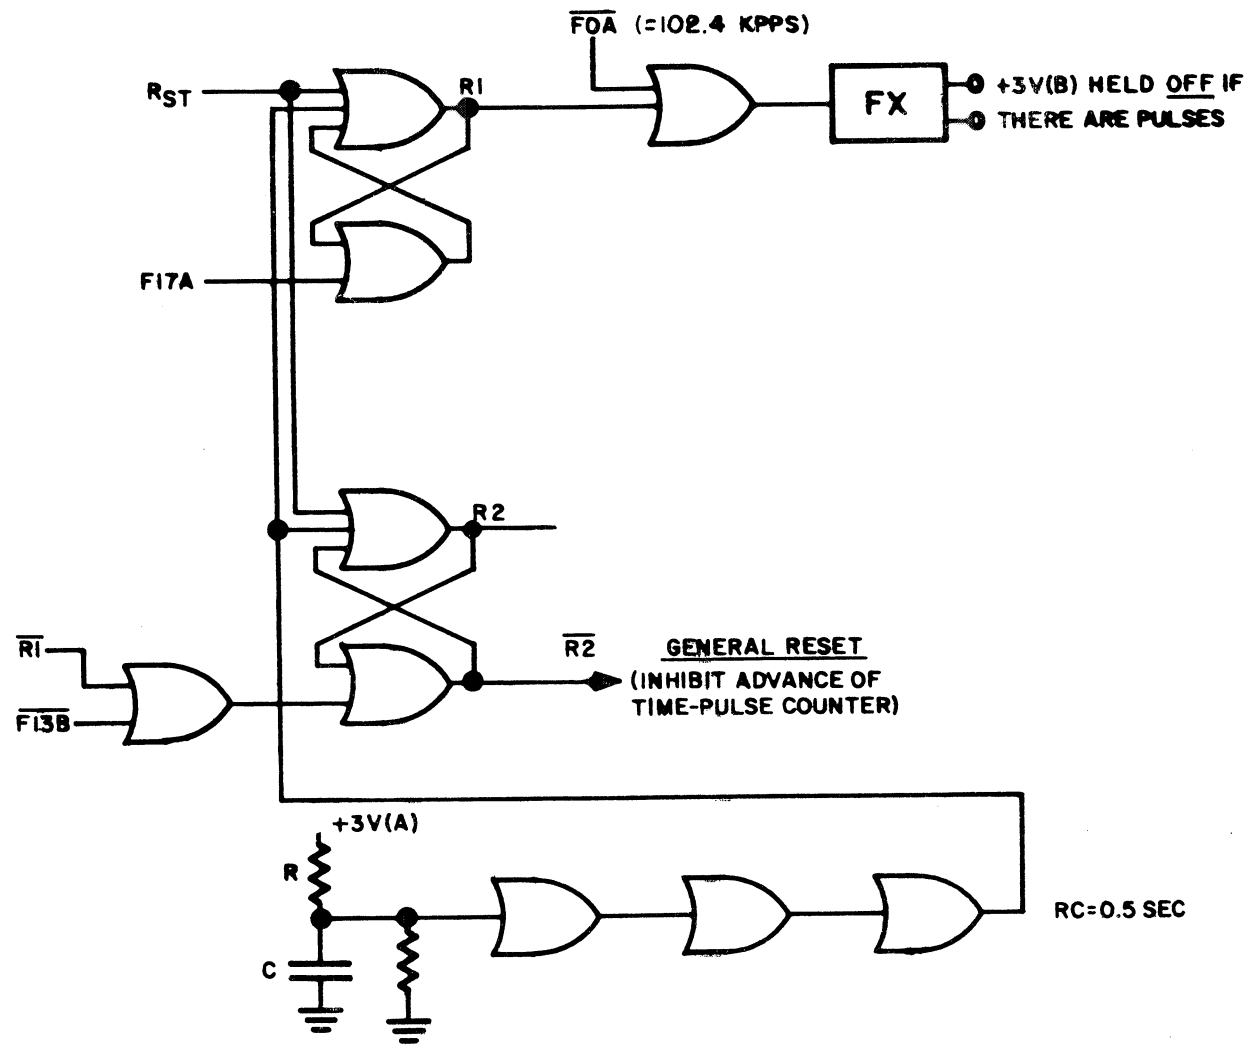 F0A (=102.4 KPPS)
RST
R1
FX
+3V(B) HELD OFF IF
THERE ARE PULSES
F17A
R2
R1
F13B
R2
GENERAL RESET
(INHIBIT ADVANCE OF
TIME-PULSE COUNTER)
+3V(A)
R
C
RC=0.5 SEC